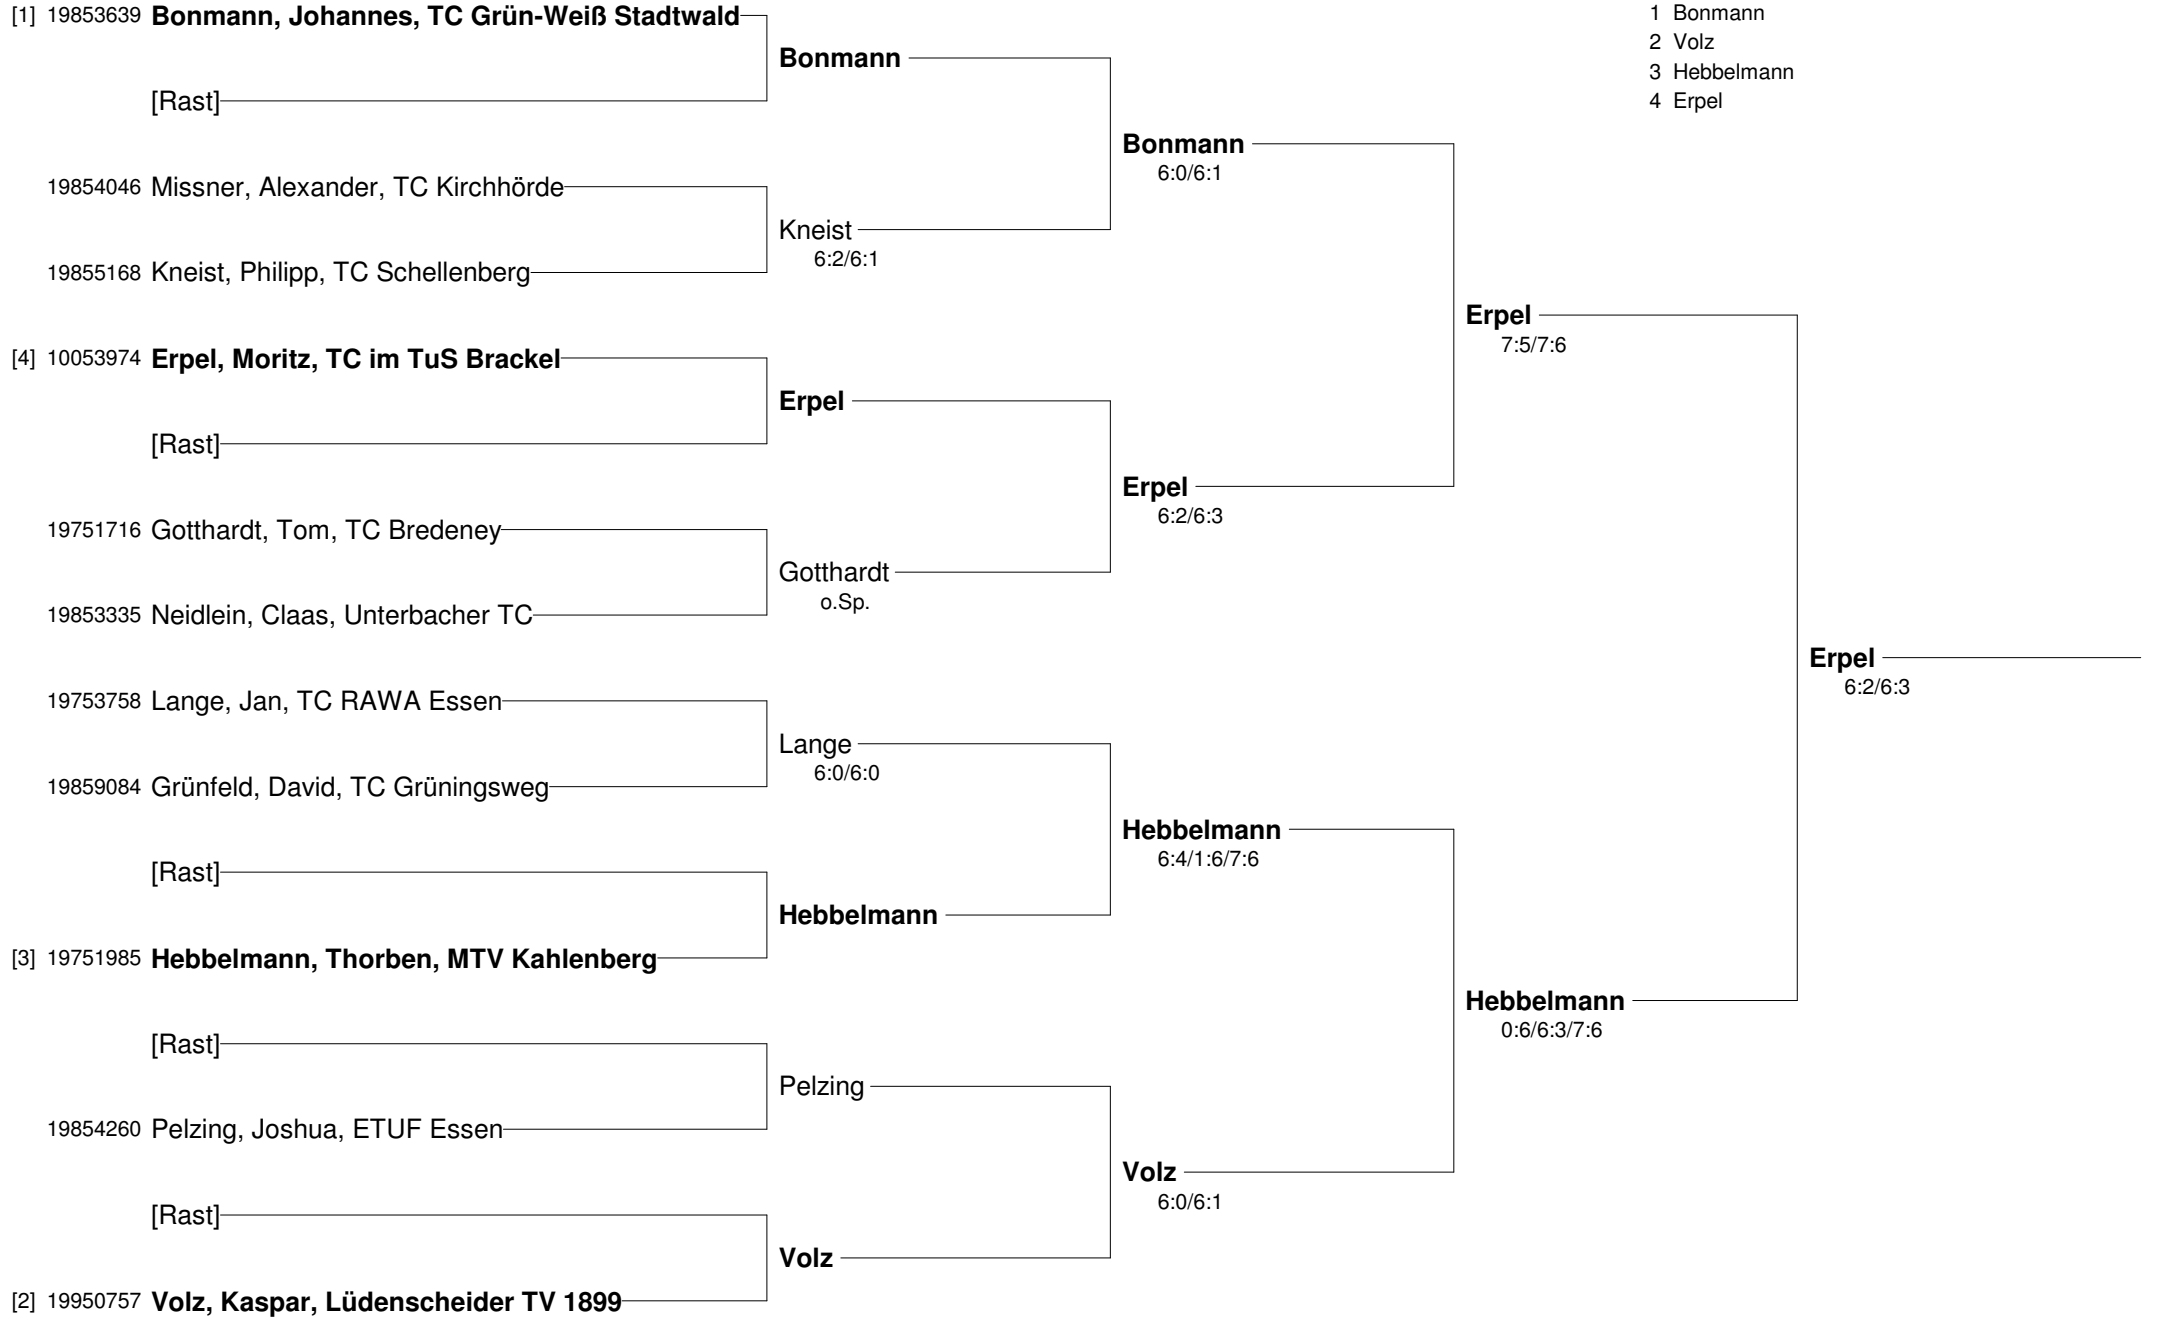 [1] 19853639 Bonmann, Johannes, TC Grün-Weiß Stadtwald
[Rast]
19854046 Missner, Alexander, TC Kirchhörde
19855168 Kneist, Philipp, TC Schellenberg
[4] 10053974 Erpel, Moritz, TC im TuS Brackel
[Rast]
19751716 Gotthardt, Tom, TC Bredeney
19853335 Neidlein, Claas, Unterbacher TC
19753758 Lange, Jan, TC RAWA Essen
19859084 Grünfeld, David, TC Grüningsweg
[Rast]
[3] 19751985 Hebbelmann, Thorben, MTV Kahlenberg
[Rast]
19854260 Pelzing, Joshua, ETUF Essen
[Rast]
[2] 19950757 Volz, Kaspar, Lüdenscheider TV 1899
Bonmann
Kneist
6:2/6:1
Erpel
Gotthardt
o.Sp.
Lange
6:0/6:0
Hebbelmann
Pelzing
Volz
Bonmann
6:0/6:1
Erpel
6:2/6:3
Hebbelmann
6:4/1:6/7:6
Volz
6:0/6:1
Erpel
7:5/7:6
Hebbelmann
0:6/6:3/7:6
Erpel
6:2/6:3
1 Bonmann
2 Volz
3 Hebbelmann
4 Erpel